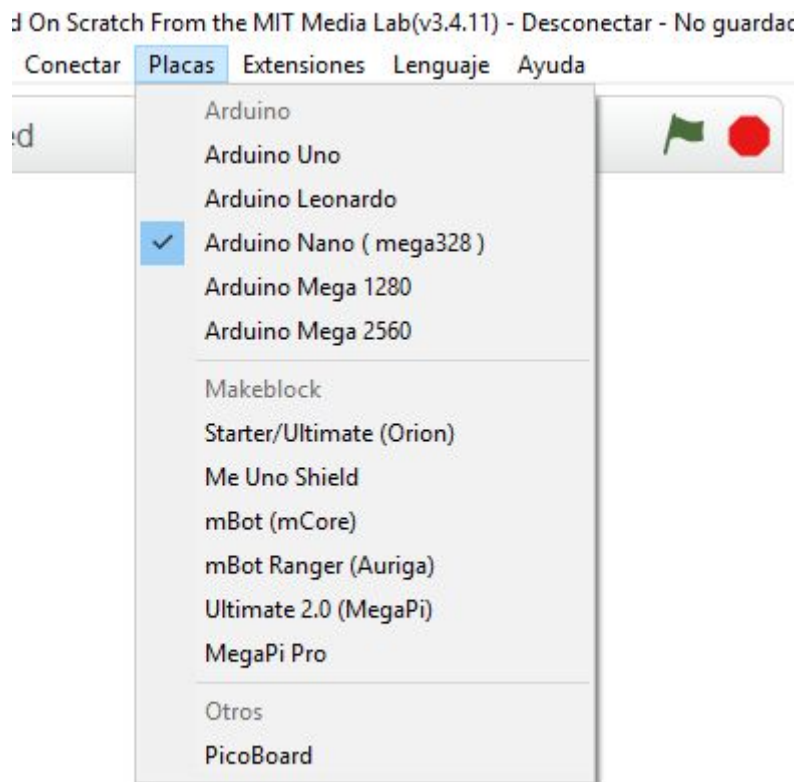 d On Scratch From the MIT Media Lab(v3.4.11) - Desconectar - No guardad
Conectar Placas Extensiones Lenguaje Ayuda
ed
Arduino
Arduino Uno
Arduino Leonardo
Arduino Nano ( mega328 )
Arduino Mega 1280
Arduino Mega 2560
Makeblock
Starter/Ultimate (Orion)
Me Uno Shield
mBot (mCore)
mBot Ranger (Auriga)
Ultimate 2.0 (MegaPi)
MegaPi Pro
Otros
PicoBoard